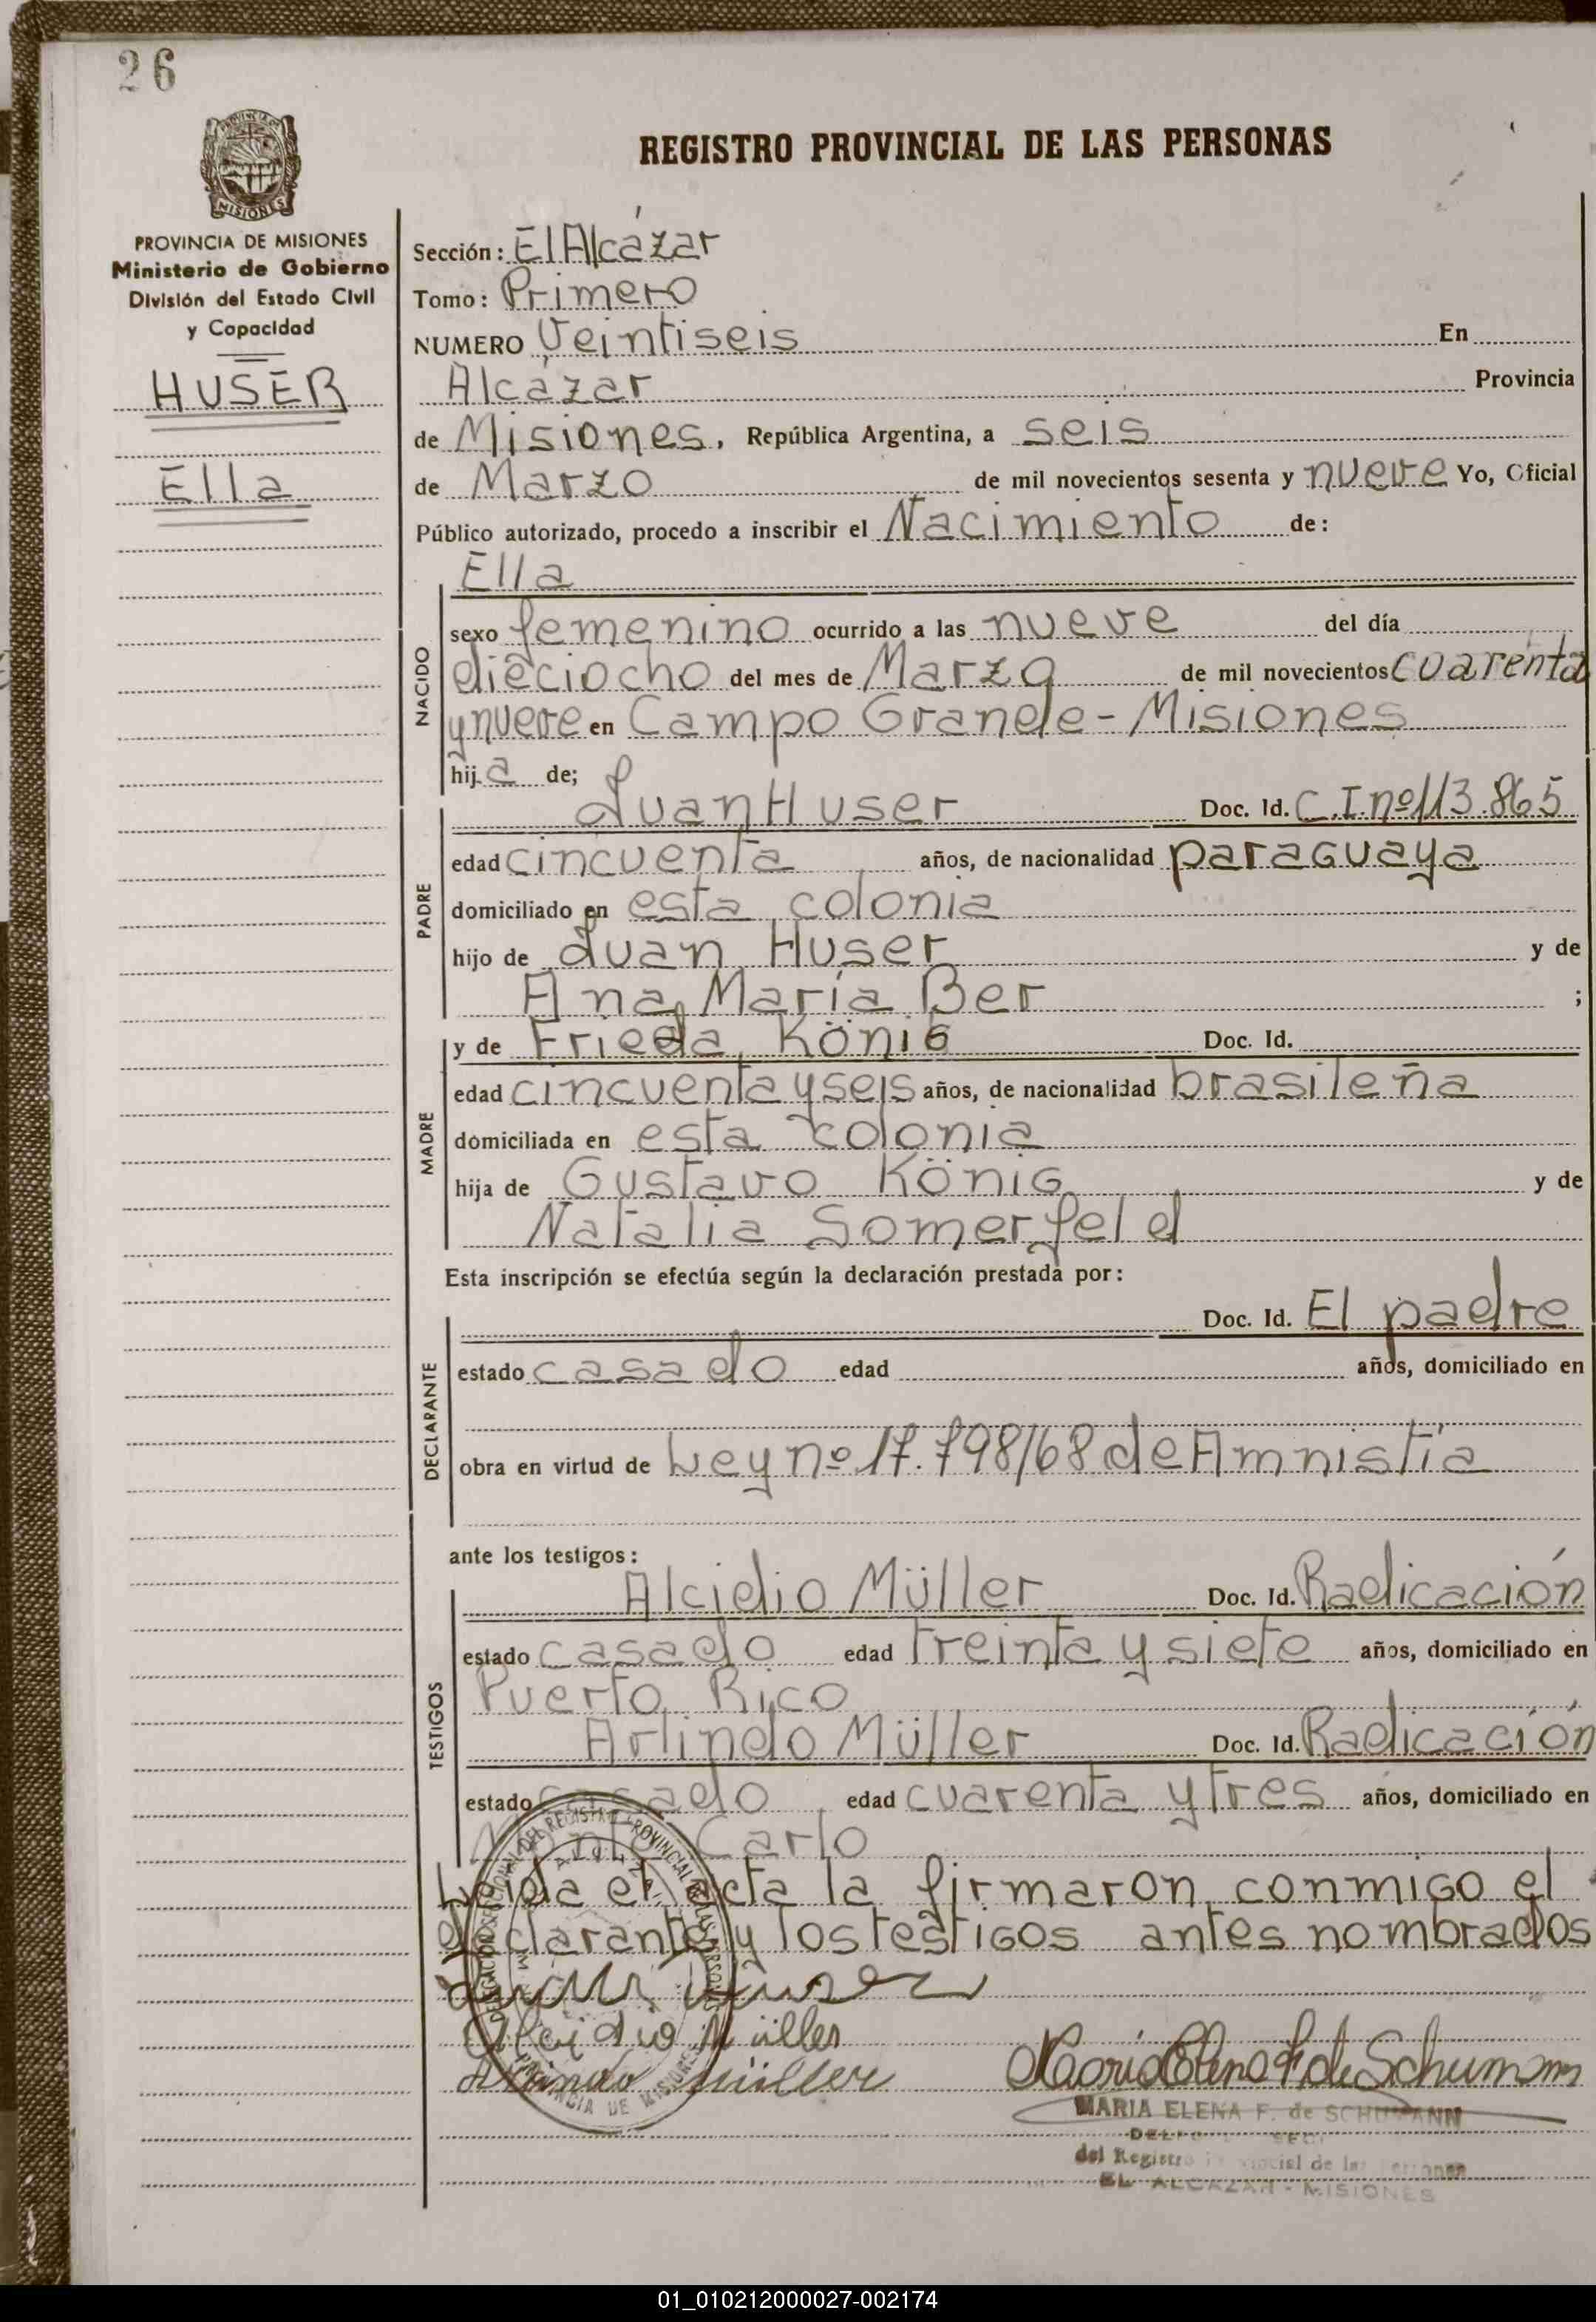 26
PROVINCIA DE MISIONES
Ministerio de Gobierno
División del Estado Civil
y Capacidad
HUSER
Ella
REGISTRO PROVINCIAL DE LAS PERSONAS
Sección: El Alcázar
Tomo: Primero
NUMERO Veintiseis En
Alcázar Provincia
de Misiones, República Argentina, a seis
de Marzo de mil novecientos sesenta y nueve Yo, Oficial
Público autorizado, procedo a inscribir el Nacimiento de:
Ella
NACIDO
sexo femenino ocurrido a las nueve del día
dieciocho del mes de Marzo de mil novecientos cuarenta
y nueve en Campo Grande - Misiones
hija de;
PADRE
Juan Huser Doc. Id. C.I. nº 113.865
edad cincuenta años, de nacionalidad paraguaya
domiciliado en esta colonia
hijo de Juan Huser y de
Ana María Ber ;
MADRE
y de Frieda König Doc. Id.
edad cincuenta y seis años, de nacionalidad brasileña
domiciliada en esta colonia
hija de Gustavo König y de
Natalia Somerfeld
Esta inscripción se efectúa según la declaración prestada por:
DECLARANTE
Doc. Id. El padre
estado casado edad años, domiciliado en
obra en virtud de Ley nº 17.798/68 de Amnistía
ante los testigos:
TESTIGOS
Alcidio Müller Doc. Id. Radicación
estado casado edad treinta y siete años, domiciliado en
Puerto Rico
Arlindo Müller Doc. Id. Radicación
estado casado edad cuarenta y tres años, domiciliado en
Carlo
Leida el acta la firmaron conmigo el
declarante y los testigos antes nombrados
Alcidio Müller
Arlindo Müller
Maria Elena F. de Schumann
MARIA ELENA F. de SCHUMANN
del Registro Provincial de las Personas
EL ALCAZAR - MISIONES
01_010212000027-002174